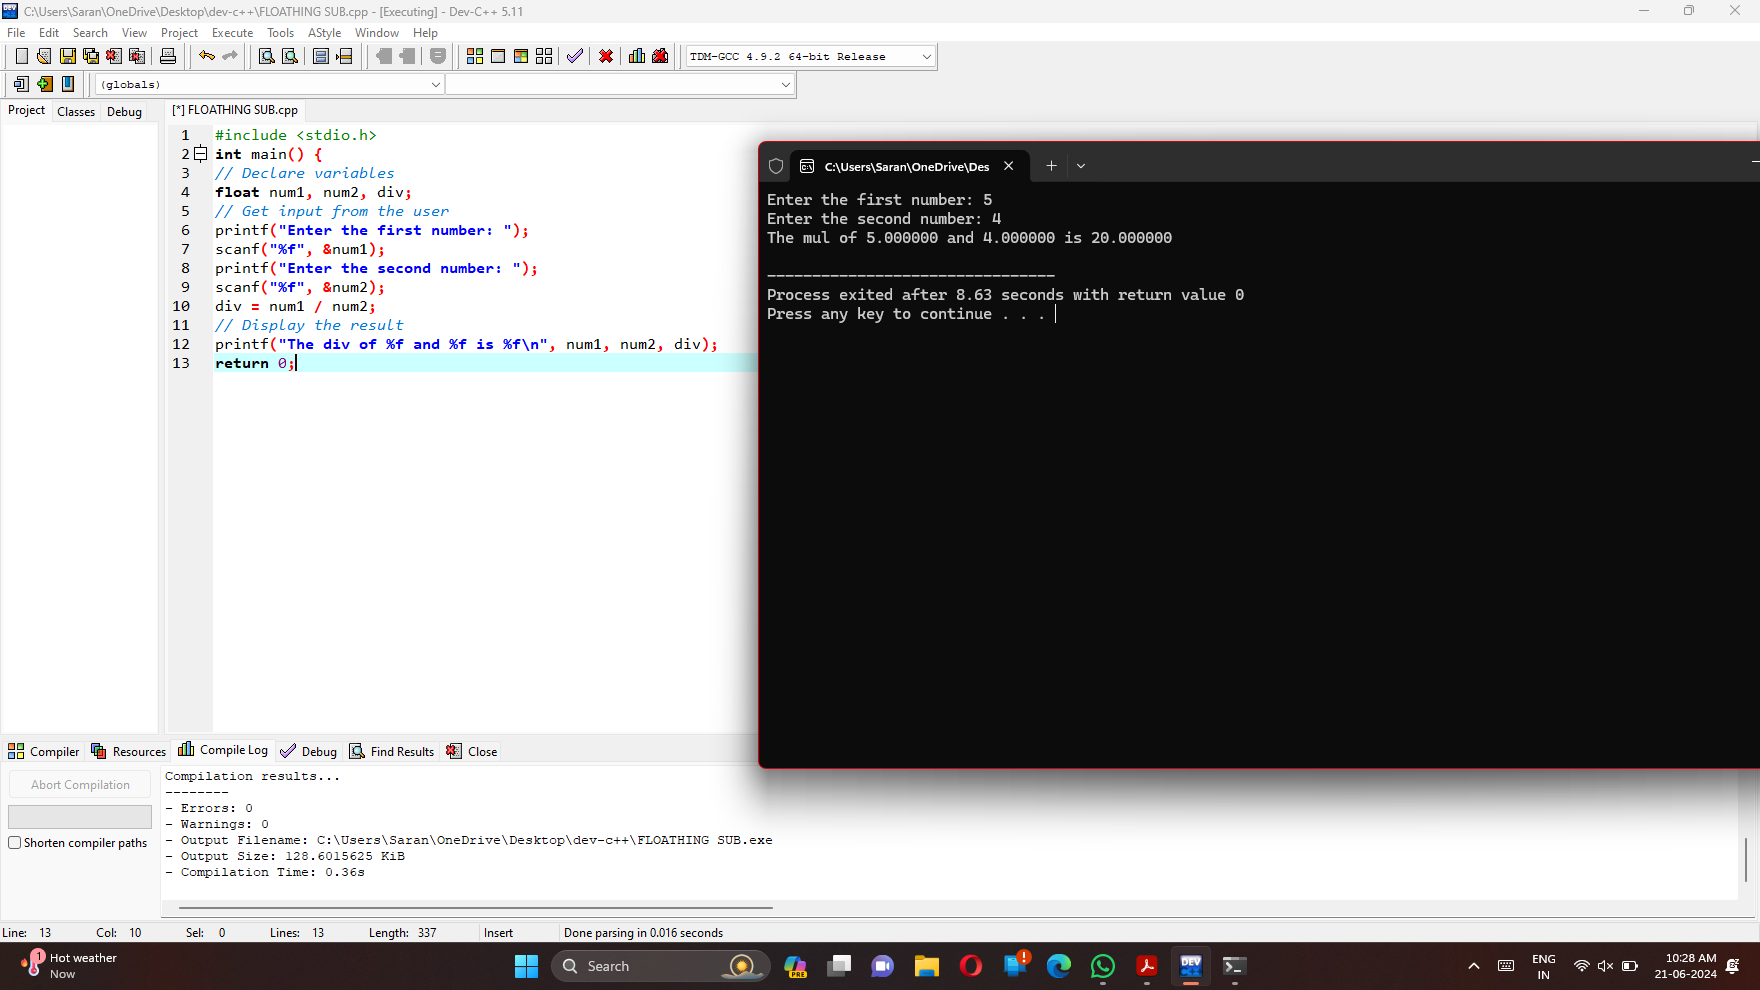 C:\Users\Saran\OneDrive\Desktop\dev-c++\FLOATHING SUB.cpp - [Executing] - Dev-C++ 5.11
File Edit Search View Project Execute Tools AStyle Window Help
TDM-GCC 4.9.2 64-bit Release
(globals)
Project Classes Debug
[*] FLOATHING SUB.cpp
1 #include <stdio.h>
2 int main() {
3 // Declare variables
4 float num1, num2, div;
5 // Get input from the user
6 printf("Enter the first number: ");
7 scanf("%f", &num1);
8 printf("Enter the second number: ");
9 scanf("%f", &num2);
10 div = num1 / num2;
11 // Display the result
12 printf("The div of %f and %f is %f\n", num1, num2, div);
13 return 0;
C:\Users\Saran\OneDrive\Des
Enter the first number: 5
Enter the second number: 4
The mul of 5.000000 and 4.000000 is 20.000000
--------------------------------
Process exited after 8.63 seconds with return value 0
Press any key to continue . . .
Compiler Resources Compile Log Debug Find Results Close
Abort Compilation
Shorten compiler paths
Compilation results...
--------
- Errors: 0
- Warnings: 0
- Output Filename: C:\Users\Saran\OneDrive\Desktop\dev-c++\FLOATHING SUB.exe
- Output Size: 128.6015625 KiB
- Compilation Time: 0.36s
Line: 13 Col: 10 Sel: 0 Lines: 13 Length: 337 Insert Done parsing in 0.016 seconds
1
Hot weather
Now
Search
PRE
DEV
ENG
IN
10:28 AM
21-06-2024